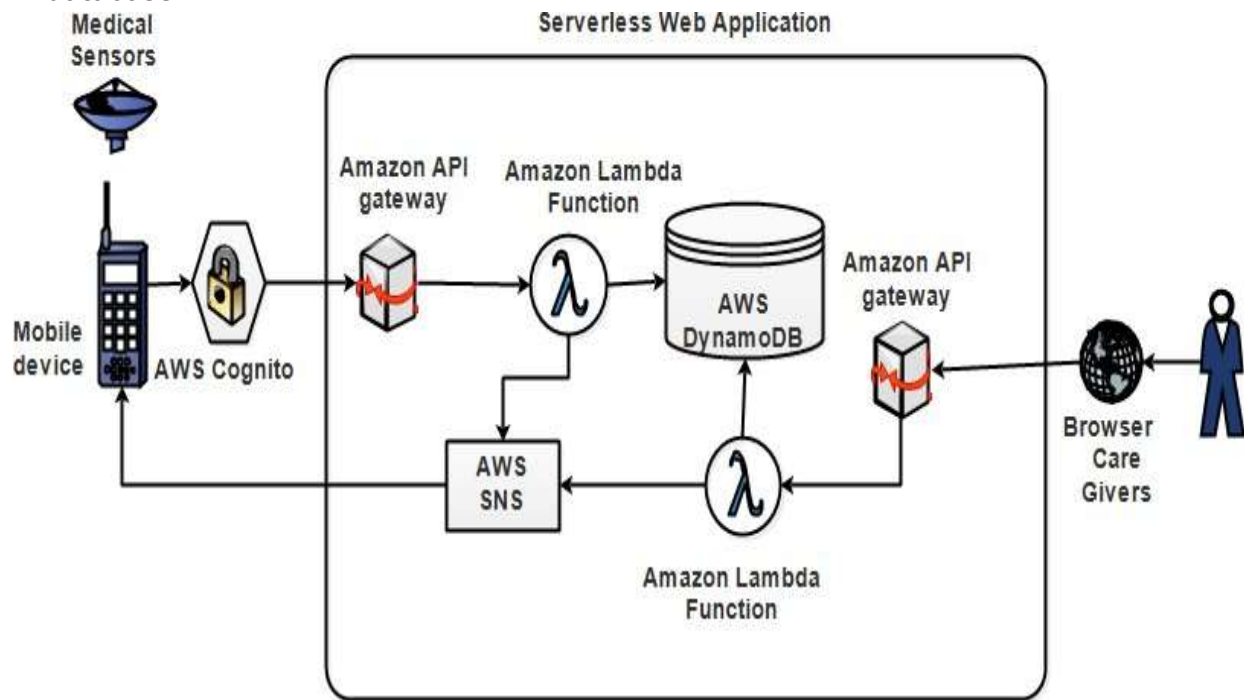 Medical
Sensors
Serverless Web Application
Amazon API
gateway
Amazon Lambda
Function
Amazon API
gateway
AWS
DynamoDB
Mobile
device
AWS Cognito
AWS
SNS
Browser
Care
Givers
Amazon Lambda
Function